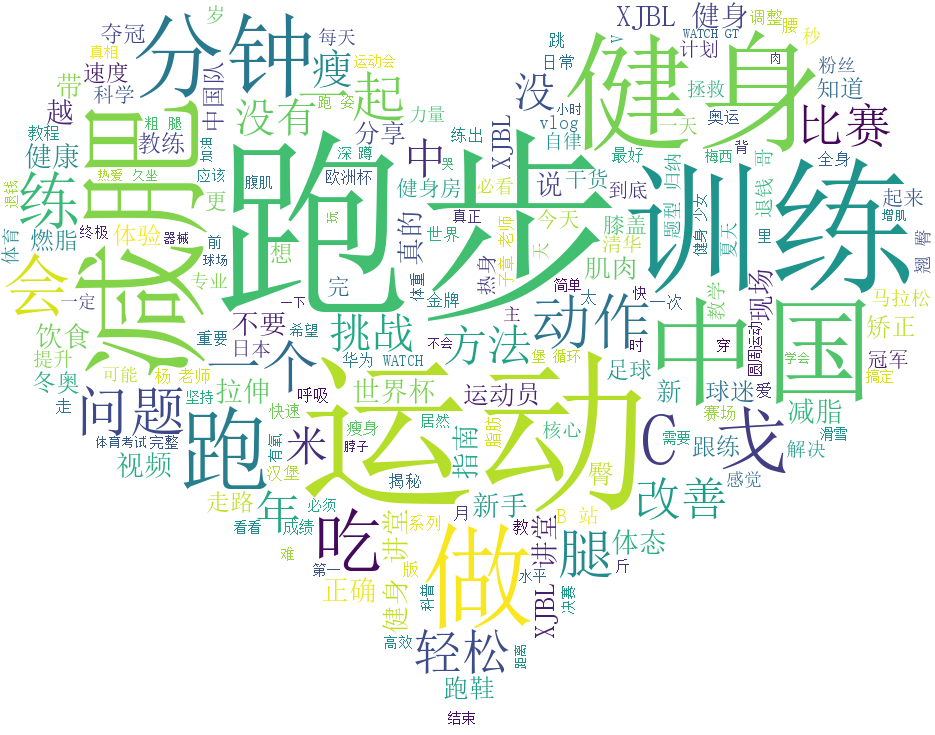 夺冠
分钟
瘦
每天
岁
真相
运动会
XJBL 健身
WATCH GT
调整
腰
秒
V
肉
跳
日常
计划
粉丝
知道
健身
带
速度
科学
中国队
没有
一起
跑 姿
力量
没
小时
vlog
自律
拯救
奥运
一天
比赛
越
教程
粗 腿
教练
加盟
分享
练出
XJBL
最好
梅西
背
全身
健康
练
减肥
热爱
久坐
应该
深 蹲
腹肌
哭
欧洲杯
中
健身房
必看
说
干货
到底
归纳
题型
退钱
哥
起来
增肌
退钱
体育
燃脂
终极
体验
器械
前
球场
更
想
玩
真的
真正
世界
老师
于章
今天
天
膝盖
清华
健身 少女
夏天
里
臀
翘
跑步
训练
会
一定
专业
完
体重
热身
金牌
简单
太
快
肌肉
一次
教学
现场
圆周运动
马拉松
饮食
提升
不要
重要
日本
一下
希望
挑战
主
方法
动作
不会
时
中国
穿
矫正
冬奥
可能
杨 老师
一个
华为 WATCH
堡 循环
足球
新
球迷
爱
学会
冠军
搞定
走
坚持
拉伸
呼吸
世界杯
运动员
赛场
减脂
问题
跑
快速
运动
居然
瘦身
脂肪
核心
C
戈
需要
跟练
滑雪
解决
体育考试
完整
视频
有氧
汉堡
米
脖子
揭秘
指南
臀
改善
感觉
走路
年
必须
新手
B 站
看看
成绩
吃
讲堂
系列
月
教
讲堂
腿
体态
难
第一
版
做
水平
斤
正确
健身
科普
XJBL
决赛
高效
轻松
距离
跑鞋
结束